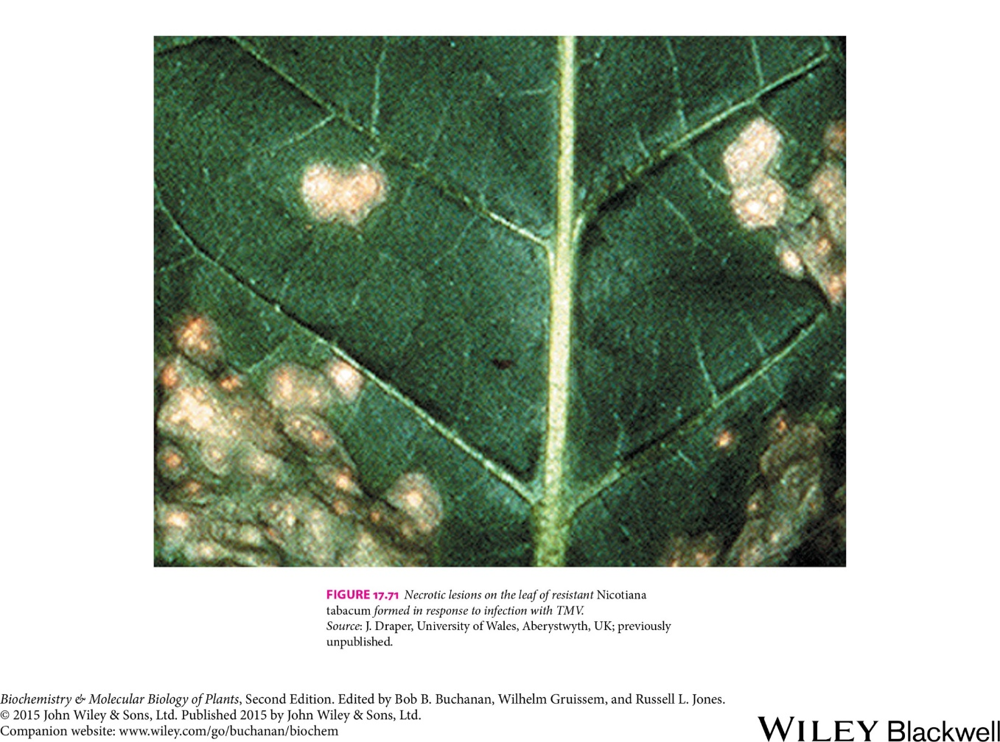 FIGURE 17.71 Necrotic lesions on the leaf of resistant Nicotiana
tabacum formed in response to infection with TMV.
Source: J. Draper, University of Wales, Aberystwyth, UK; previously
unpublished.
Biochemistry & Molecular Biology of Plants, Second Edition. Edited by Bob B. Buchanan, Wilhelm Gruissem, and Russell L. Jones.
© 2015 John Wiley & Sons, Ltd. Published 2015 by John Wiley & Sons, Ltd.
Companion website: www.wiley.com/go/buchanan/biochem
WILEY Blackwell